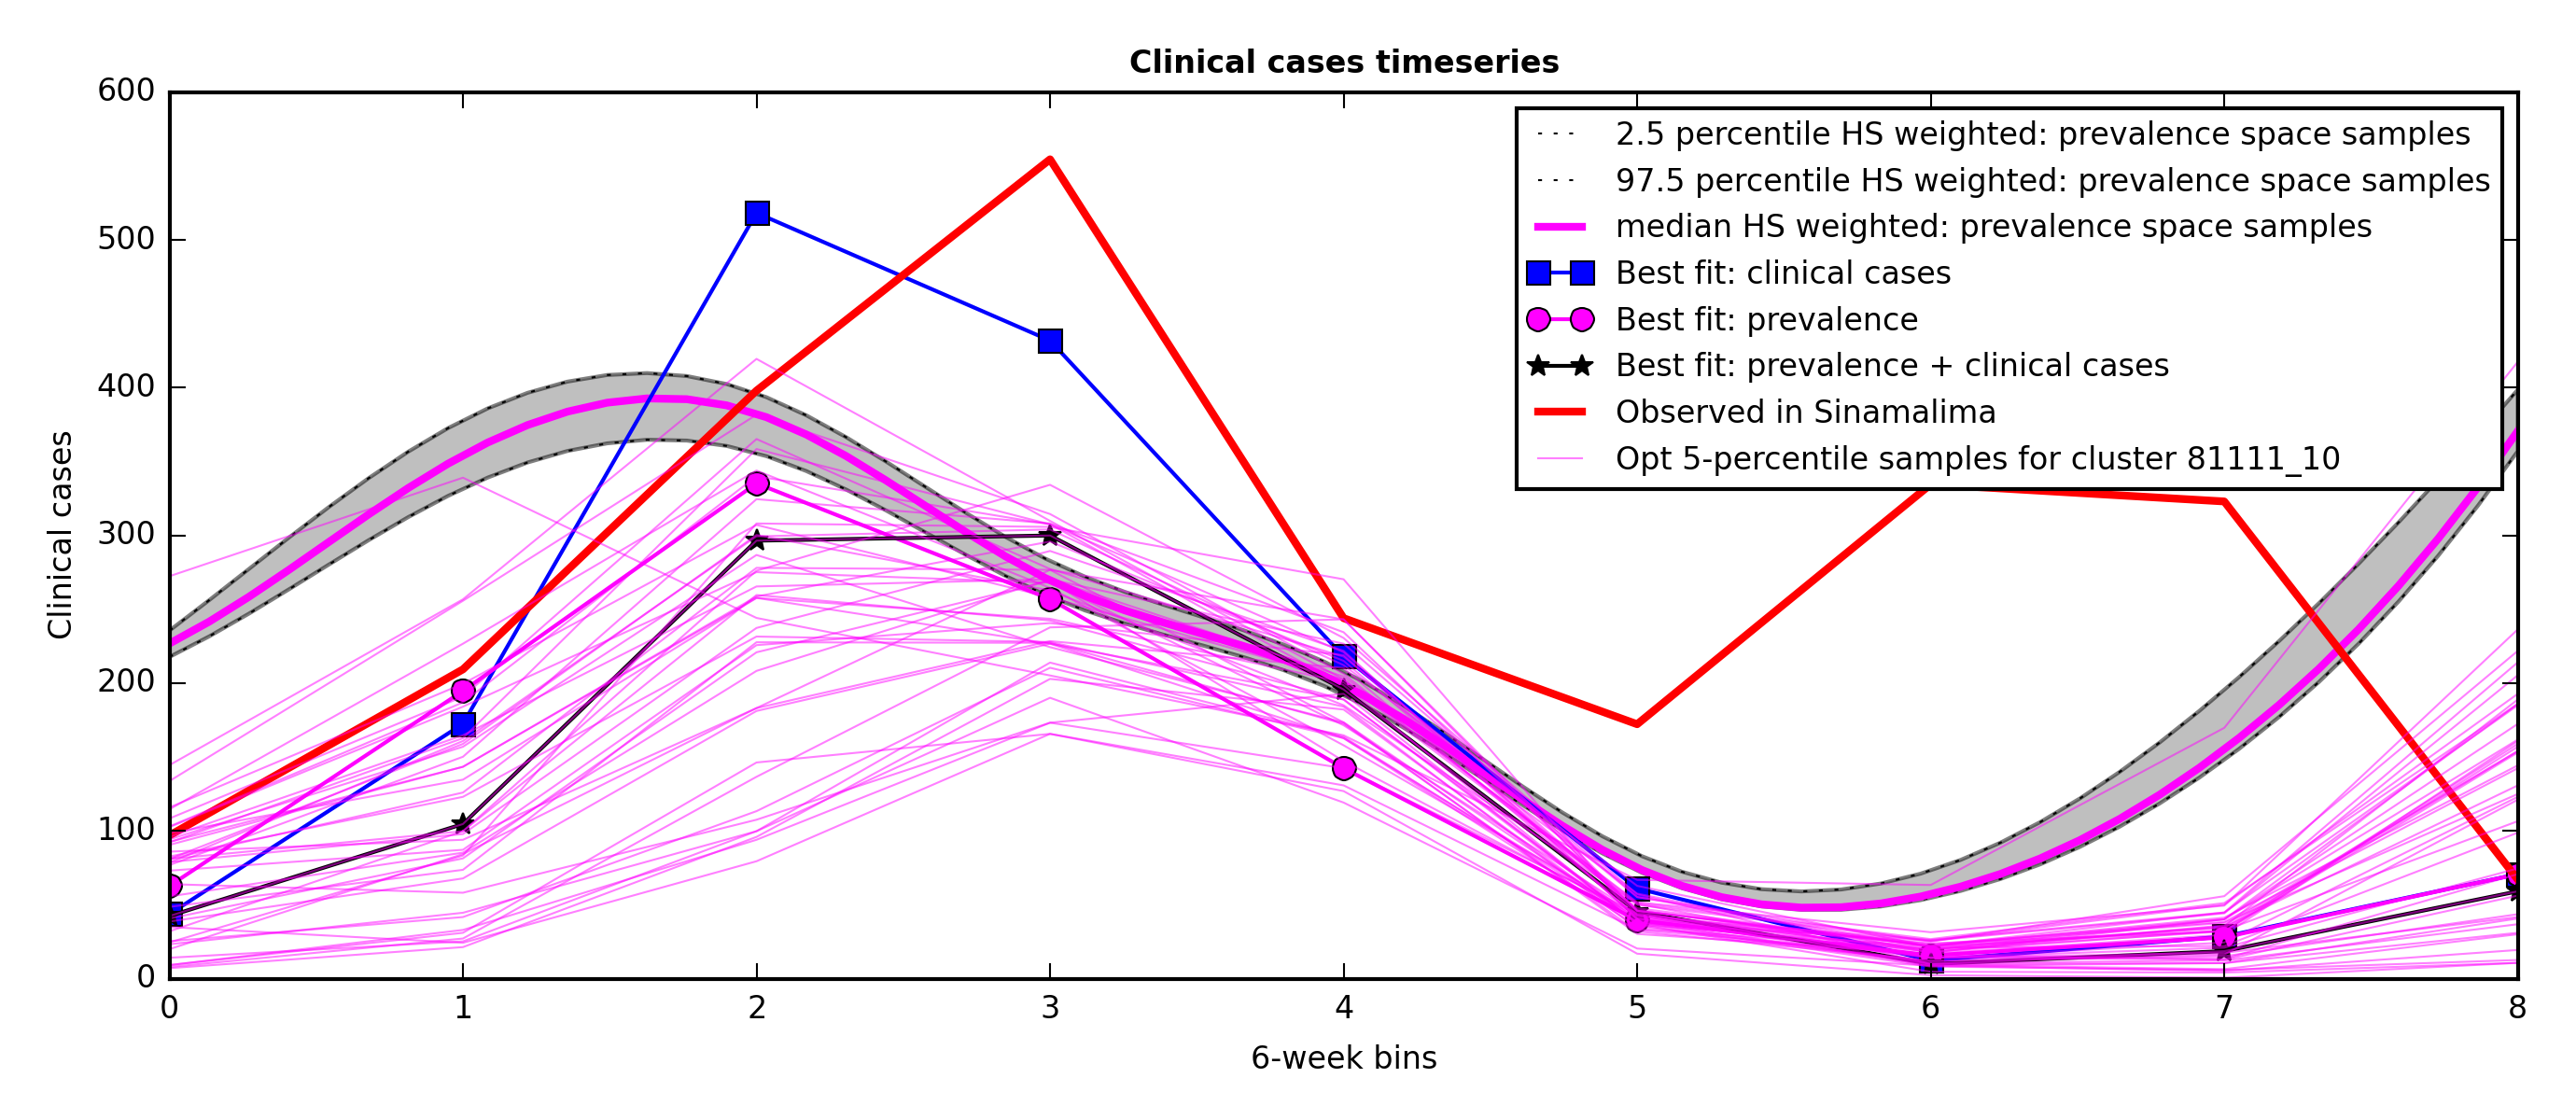 Clinical cases timeseries
600
500
400
300
200
100
0
Clinical cases
2.5 percentile HS weighted: prevalence space samples
97.5 percentile HS weighted: prevalence space samples
median HS weighted: prevalence space samples
Best fit: clinical cases
Best fit: prevalence
Best fit: prevalence + clinical cases
Observed in Sinamalima
Opt 5-percentile samples for cluster 81111_10
0 1 2 3 4 5 6 7 8
6-week bins